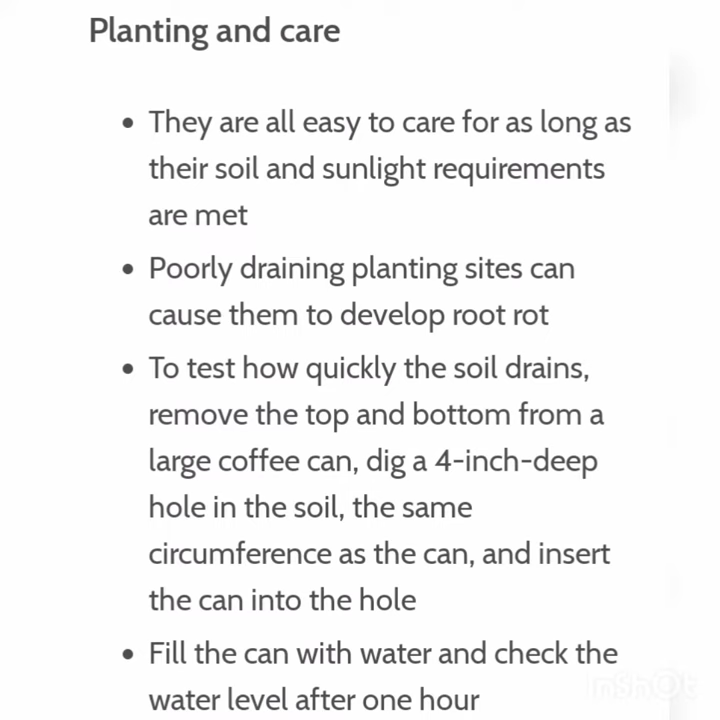 Planting and care
• They are all easy to care for as long as
their soil and sunlight requirements
are met
• Poorly draining planting sites can
cause them to develop root rot
• To test how quickly the soil drains,
remove the top and bottom from a
large coffee can, dig a 4-inch-deep
hole in the soil, the same
circumference as the can, and insert
the can into the hole
• Fill the can with water and check the
water level after one hour
InShOt